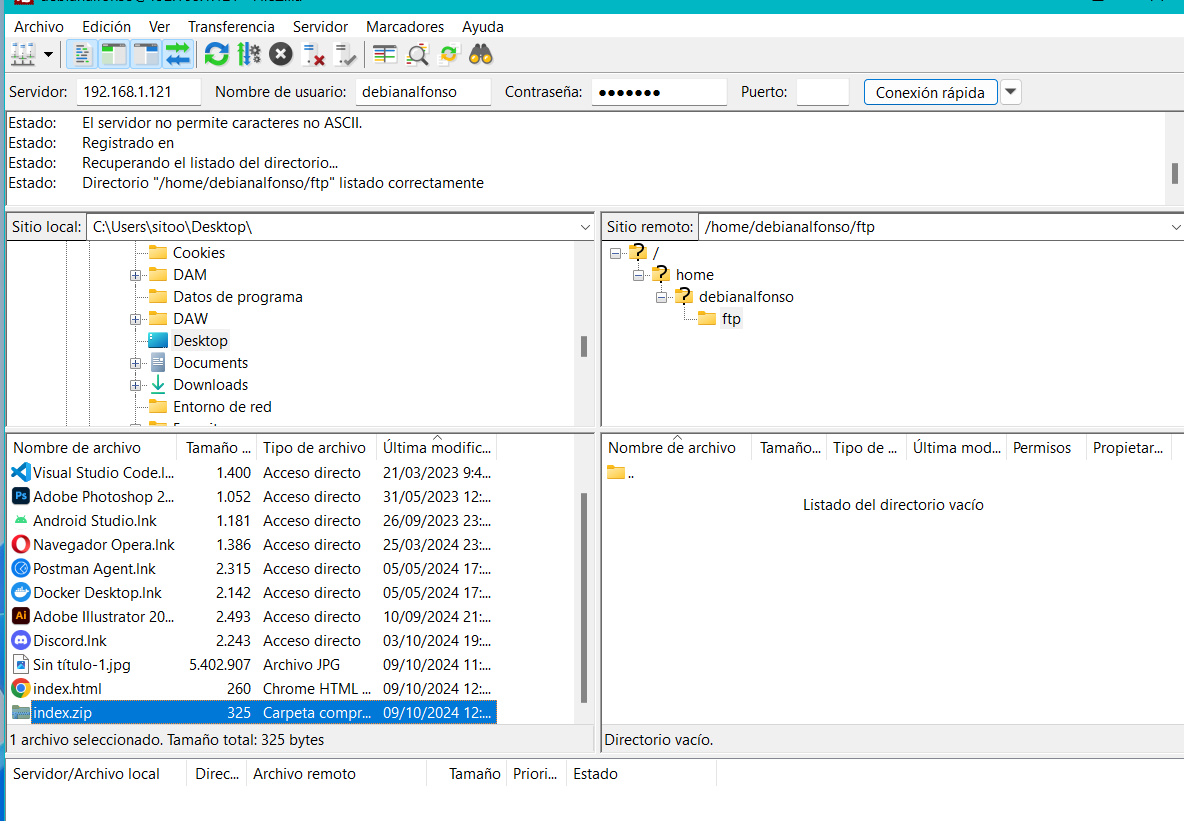 Archivo Edición Ver Transferencia Servidor Marcadores Ayuda
Servidor: 192.168.1.121 Nombre de usuario: debianalfonso Contraseña: ●●●●●●● Puerto: Conexión rápida
Estado: El servidor no permite caracteres no ASCII.
Estado: Registrado en
Estado: Recuperando el listado del directorio...
Estado: Directorio "/home/debianalfonso/ftp" listado correctamente
Sitio local: C:\Users\sitoo\Desktop\
Cookies
DAM
Datos de programa
DAW
Desktop
Documents
Downloads
Entorno de red
Sitio remoto: /home/debianalfonso/ftp
/
home
debianalfonso
ftp
Nombre de archivo Tamaño ... Tipo de archivo Última modific...
Visual Studio Code.l... 1.400 Acceso directo 21/03/2023 9:4...
Adobe Photoshop 2... 1.052 Acceso directo 31/05/2023 12:...
Android Studio.lnk 1.181 Acceso directo 26/09/2023 23:...
Navegador Opera.lnk 1.386 Acceso directo 25/03/2024 23:...
Postman Agent.lnk 2.315 Acceso directo 05/05/2024 17:...
Docker Desktop.lnk 2.142 Acceso directo 05/05/2024 17:...
Adobe Illustrator 20... 2.493 Acceso directo 10/09/2024 21:...
Discord.lnk 2.243 Acceso directo 03/10/2024 19:...
Sin título-1.jpg 5.402.907 Archivo JPG 09/10/2024 11:...
index.html 260 Chrome HTML ... 09/10/2024 12:...
index.zip 325 Carpeta compr... 09/10/2024 12:...
1 archivo seleccionado. Tamaño total: 325 bytes
Nombre de archivo Tamaño... Tipo de ... Última mod... Permisos Propietar...
..
Listado del directorio vacío
Directorio vacío.
Servidor/Archivo local Direc... Archivo remoto Tamaño Priori... Estado